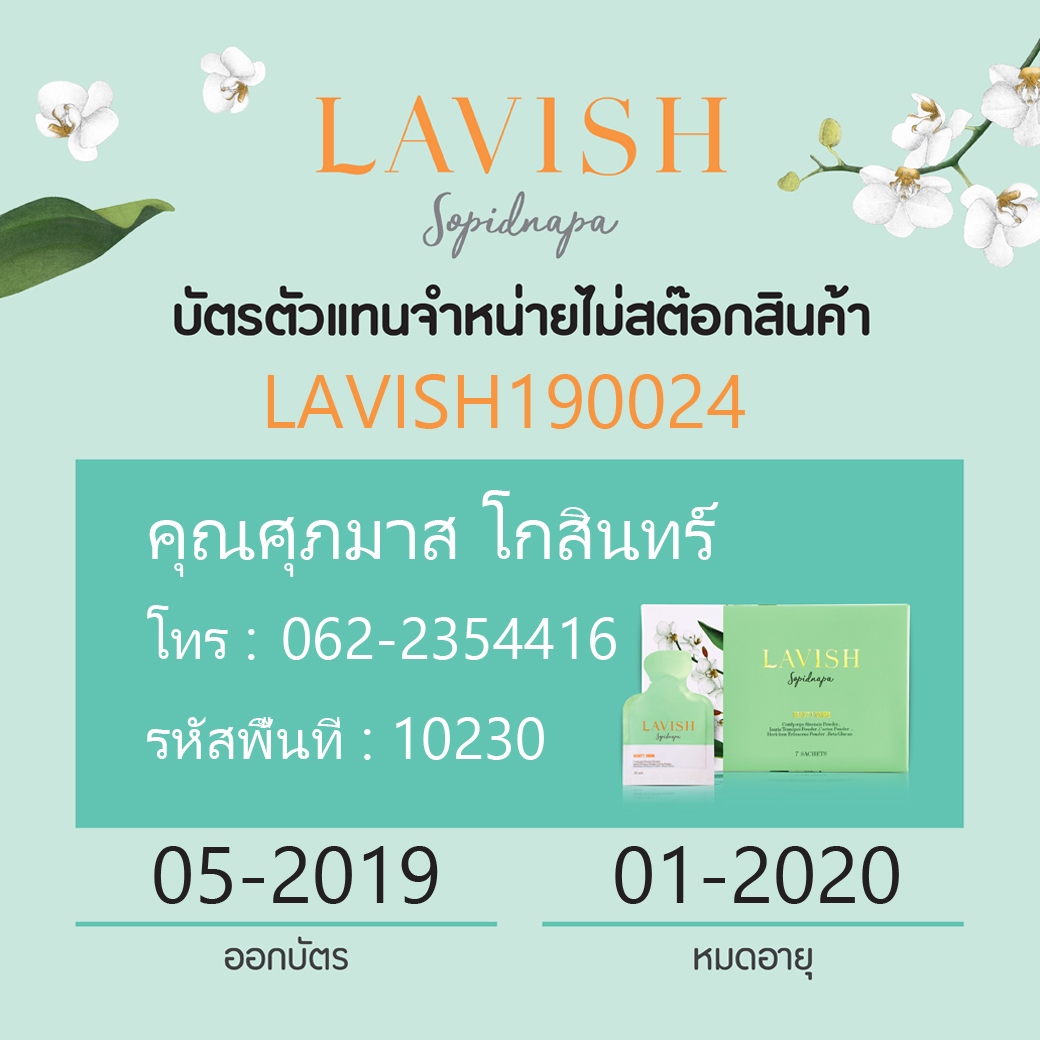 LAVISH
Sopidnapa
บัตรตัวแทนจำหน่ายไม่สต๊อกสินค้า
LAVISH190024
คุณศุภมาส โกสินทร์
โทร : 062-2354416
รหัสพื้นที่ : 10230
LAVISH
Sopidnapa
7 SACHETS
LAVISH
Sopidnapa
05-2019
01-2020
ออกบัตร
หมดอายุ